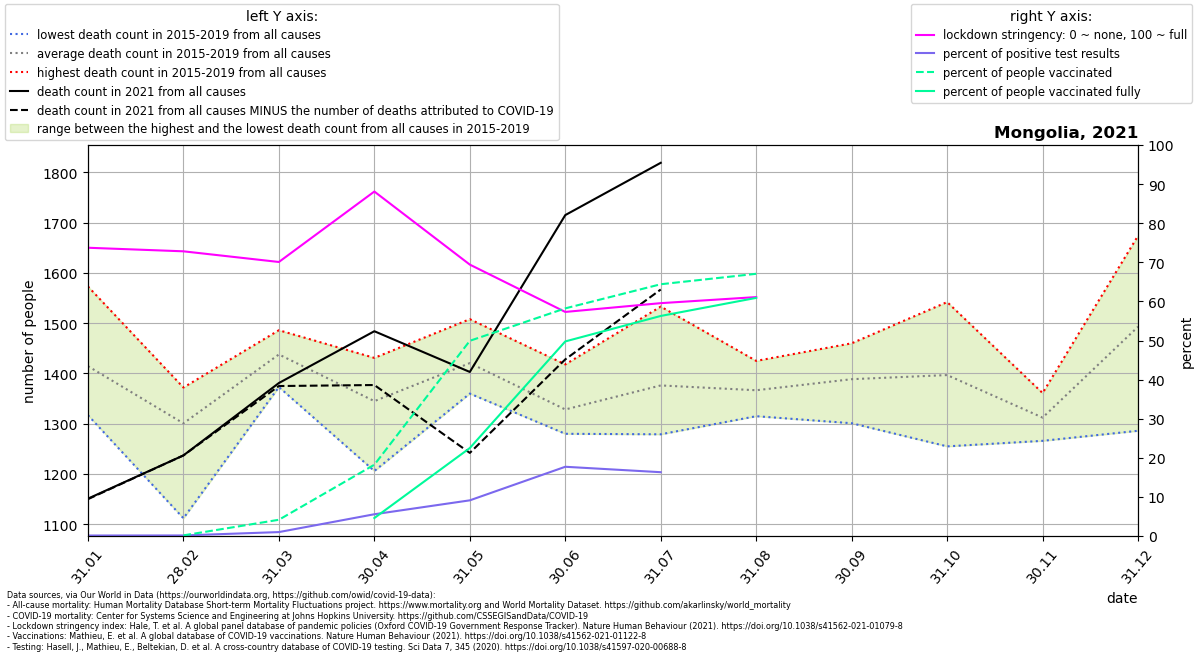 left Y axis:
lowest death count in 2015-2019 from all causes
average death count in 2015-2019 from all causes
highest death count in 2015-2019 from all causes
death count in 2021 from all causes
death count in 2021 from all causes MINUS the number of deaths attributed to COVID-19
range between the highest and the lowest death count from all causes in 2015-2019
right Y axis:
lockdown stringency: 0 ~ none, 100 ~ full
percent of positive test results
percent of people vaccinated
percent of people vaccinated fully
Mongolia, 2021
number of people
1800
1700
1600
1500
1400
1300
1200
1100
100
90
80
70
60
50
40
30
20
10
0
percent
31.01
28.02
31.03
30.04
31.05
30.06
31.07
31.08
30.09
31.10
30.11
31.12
date
Data sources, via Our World in Data (https://ourworldindata.org, https://github.com/owid/covid-19-data):
- All-cause mortality: Human Mortality Database Short-term Mortality Fluctuations project. https://www.mortality.org and World Mortality Dataset. https://github.com/akarlinsky/world_mortality
- COVID-19 mortality: Center for Systems Science and Engineering at Johns Hopkins University. https://github.com/CSSEGISandData/COVID-19
- Lockdown stringency index: Hale, T. et al. A global panel database of pandemic policies (Oxford COVID-19 Government Response Tracker). Nature Human Behaviour (2021). https://doi.org/10.1038/s41562-021-01079-8
- Vaccinations: Mathieu, E. et al. A global database of COVID-19 vaccinations. Nature Human Behaviour (2021). https://doi.org/10.1038/s41562-021-01122-8
- Testing: Hasell, J., Mathieu, E., Beltekian, D. et al. A cross-country database of COVID-19 testing. Sci Data 7, 345 (2020). https://doi.org/10.1038/s41597-020-00688-8